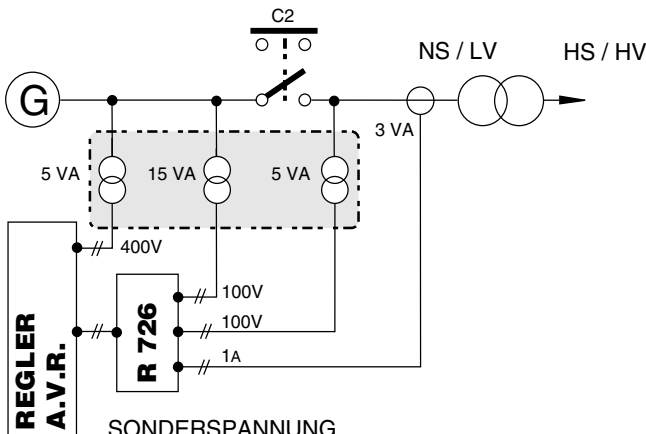 C2
NS / LV
HS / HV
G
3 VA
5 VA
15 VA
5 VA
400V
100V
100V
1A
REGLER
A.V.R.
R 726
SONDERSPANNUNG